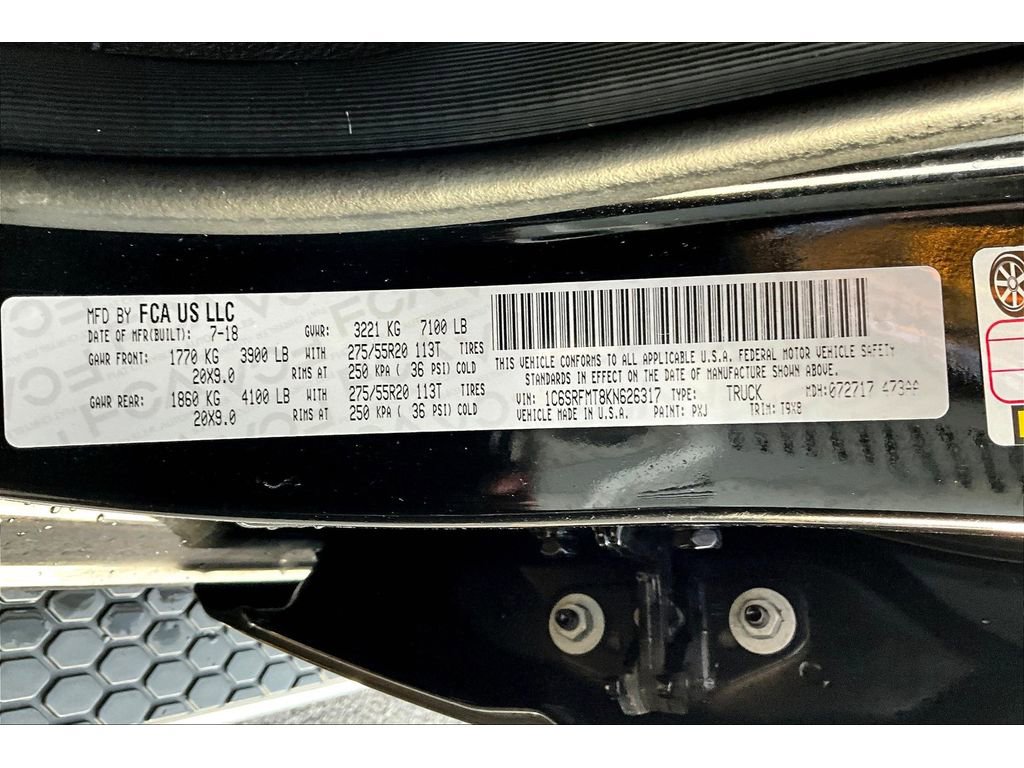 MFD BY FCA US LLC
DATE OF MFR(BUILT): 7-18 GVWR: 3221 KG 7100 LB
GAWR FRONT: 1770 KG 3900 LB WITH 275/55R20 113T TIRES
20X9.0 RIMS AT 250 KPA ( 36 PSI) COLD
GAWR REAR: 1860 KG 4100 LB WITH 275/55R20 113T TIRES
20X9.0 RIMS AT 250 KPA ( 36 PSI) COLD
THIS VEHICLE CONFORMS TO ALL APPLICABLE U.S.A. FEDERAL MOTOR VEHICLE SAFETY
STANDARDS IN EFFECT ON THE DATE OF MANUFACTURE SHOWN ABOVE.
VIN: 1C6SRFMT8KN626317 TYPE: TRUCK MDH: 072717
VEHICLE MADE IN U.S.A. PAINT: PXJ TRIM: T9X8